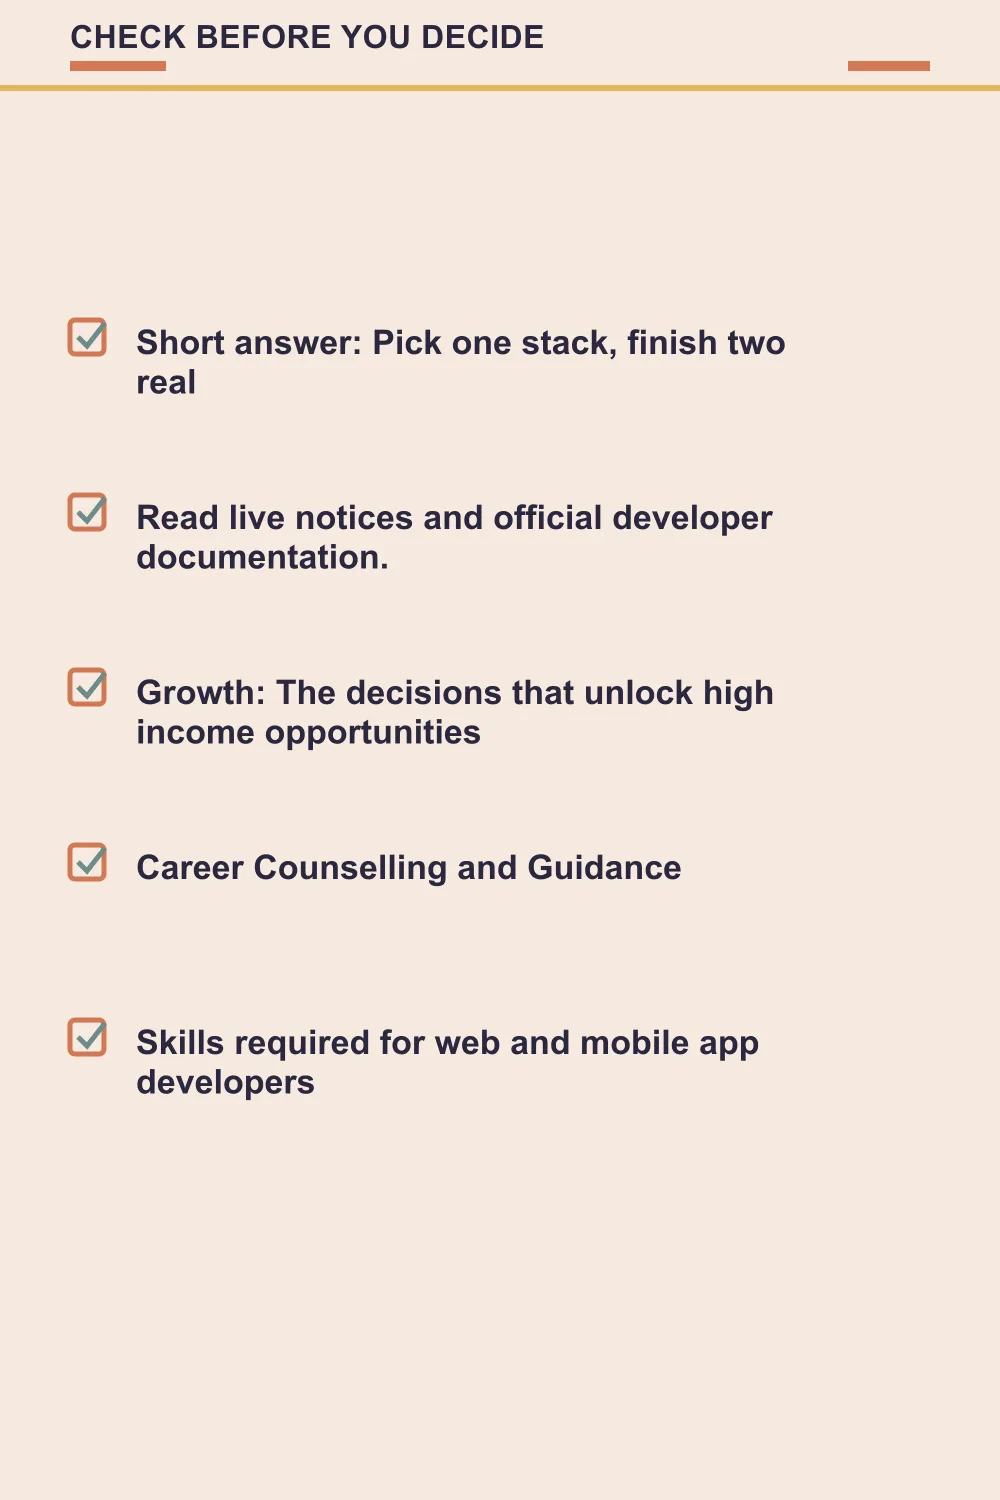 CHECK BEFORE YOU DECIDE
Short answer: Pick one stack, finish two
real
Read live notices and official developer
documentation.
Growth: The decisions that unlock high
income opportunities
Career Counselling and Guidance
Skills required for web and mobile app
developers